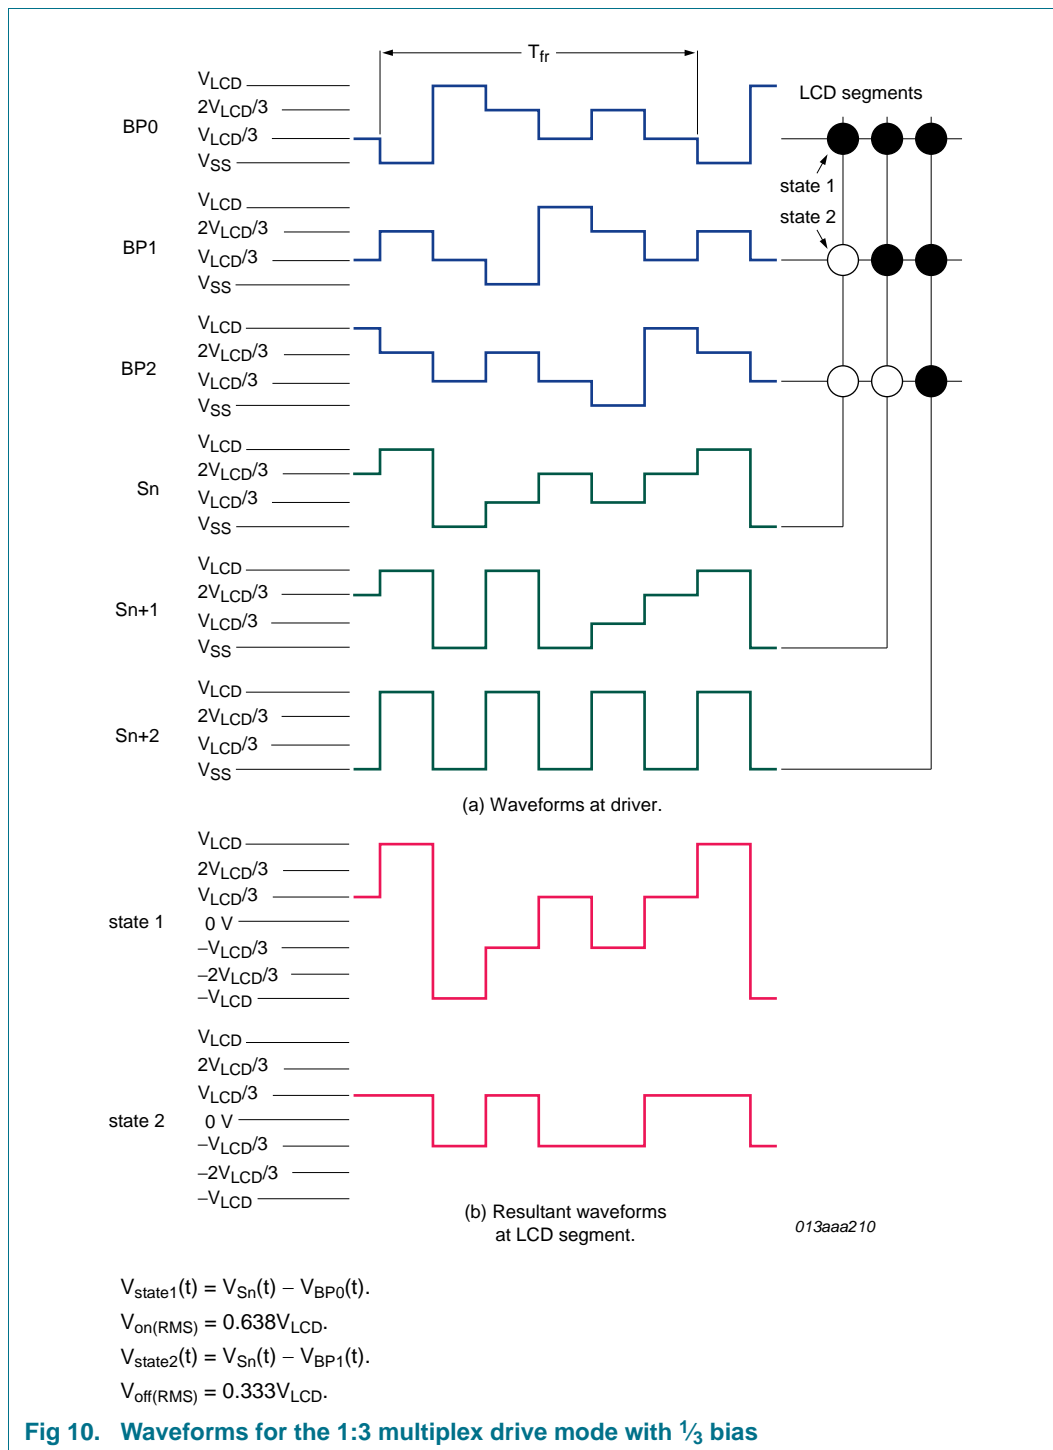 Tfr
VLCD
2VLCD/3
BP0
VLCD/3
VSS
LCD segments
state 1
state 2
VLCD
2VLCD/3
BP1
VLCD/3
VSS
VLCD
2VLCD/3
BP2
VLCD/3
VSS
VLCD
2VLCD/3
Sn
VLCD/3
VSS
VLCD
2VLCD/3
Sn+1
VLCD/3
VSS
VLCD
2VLCD/3
Sn+2
VLCD/3
VSS
(a) Waveforms at driver.
VLCD
2VLCD/3
VLCD/3
state 1
0 V
−VLCD/3
−2VLCD/3
−VLCD
VLCD
2VLCD/3
VLCD/3
state 2
0 V
−VLCD/3
−2VLCD/3
−VLCD
(b) Resultant waveforms
at LCD segment.
013aaa210
Vstate1(t) = VSn(t) − VBP0(t).
Von(RMS) = 0.638VLCD.
Vstate2(t) = VSn(t) − VBP1(t).
Voff(RMS) = 0.333VLCD.
Fig 10. Waveforms for the 1:3 multiplex drive mode with 1⁄3 bias